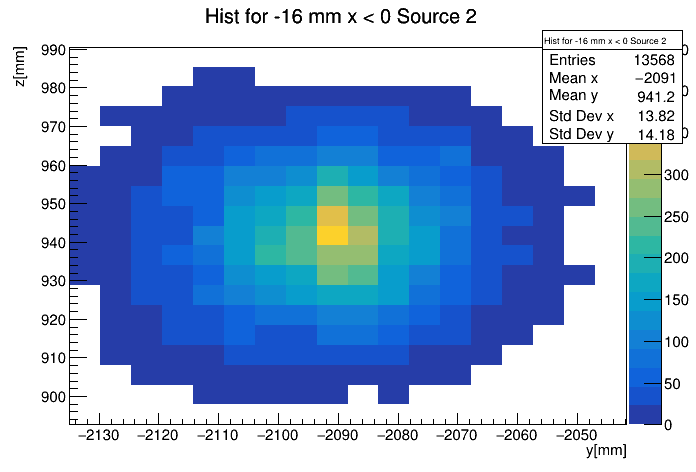 Hist for -16 mm x < 0 Source 2
z[mm]
990
980
970
960
950
940
930
920
910
900
−2130 −2120 −2110 −2100 −2090 −2080 −2070 −2060 −2050
y[mm]
Hist for -16 mm x < 0 Source 2
Entries 13568
Mean x −2091
Mean y 941.2
Std Dev x 13.82
Std Dev y 14.18
300
250
200
150
100
50
0